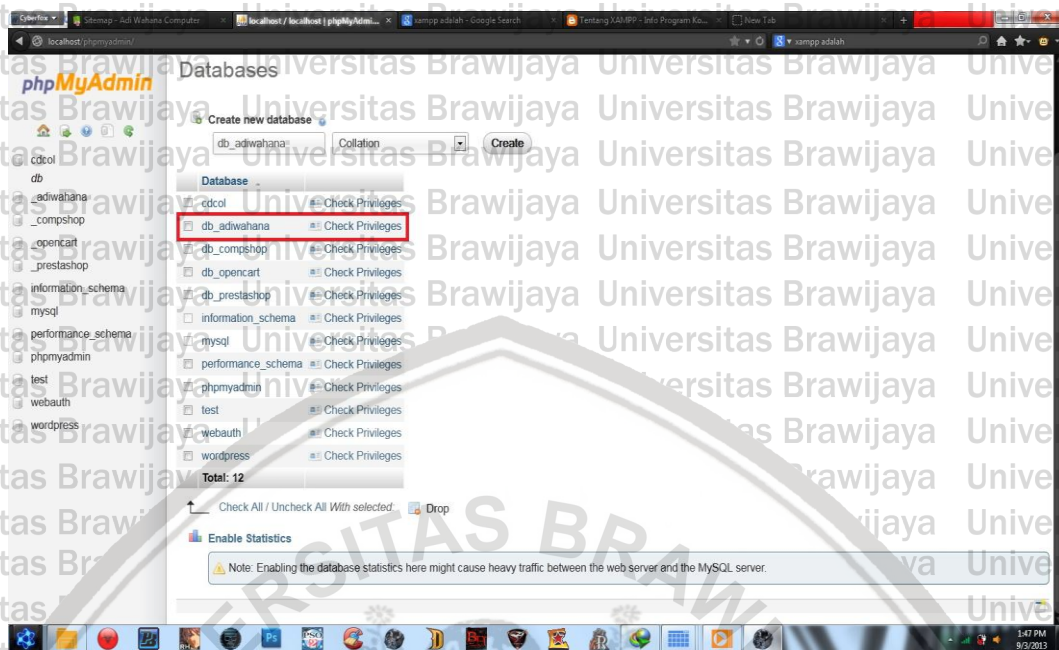 Cyberfox
Sitemap - Adi Wahana Computer
localhost / localhost | phpMyAdmi...
xampp adalah - Google Search
Tentang XAMPP - Info Program Ko...
New Tab
localhost/phpmyadmin/
xampp adalah
phpMyAdmin
cdcol
db
_adiwahana
_compshop
_opencart
_prestashop
information_schema
mysql
performance_schema
phpmyadmin
test
webauth
wordpress
Databases
Create new database
db_adiwahana Collation Create
Database
cdcol Check Privileges
db_adiwahana Check Privileges
db_compshop Check Privileges
db_opencart Check Privileges
db_prestashop Check Privileges
information_schema Check Privileges
mysql Check Privileges
performance_schema Check Privileges
phpmyadmin Check Privileges
test Check Privileges
webauth Check Privileges
wordpress Check Privileges
Total: 12
Check All / Uncheck All With selected: Drop
Enable Statistics
Note: Enabling the database statistics here might cause heavy traffic between the web server and the MySQL server.
1:47 PM
9/3/2013